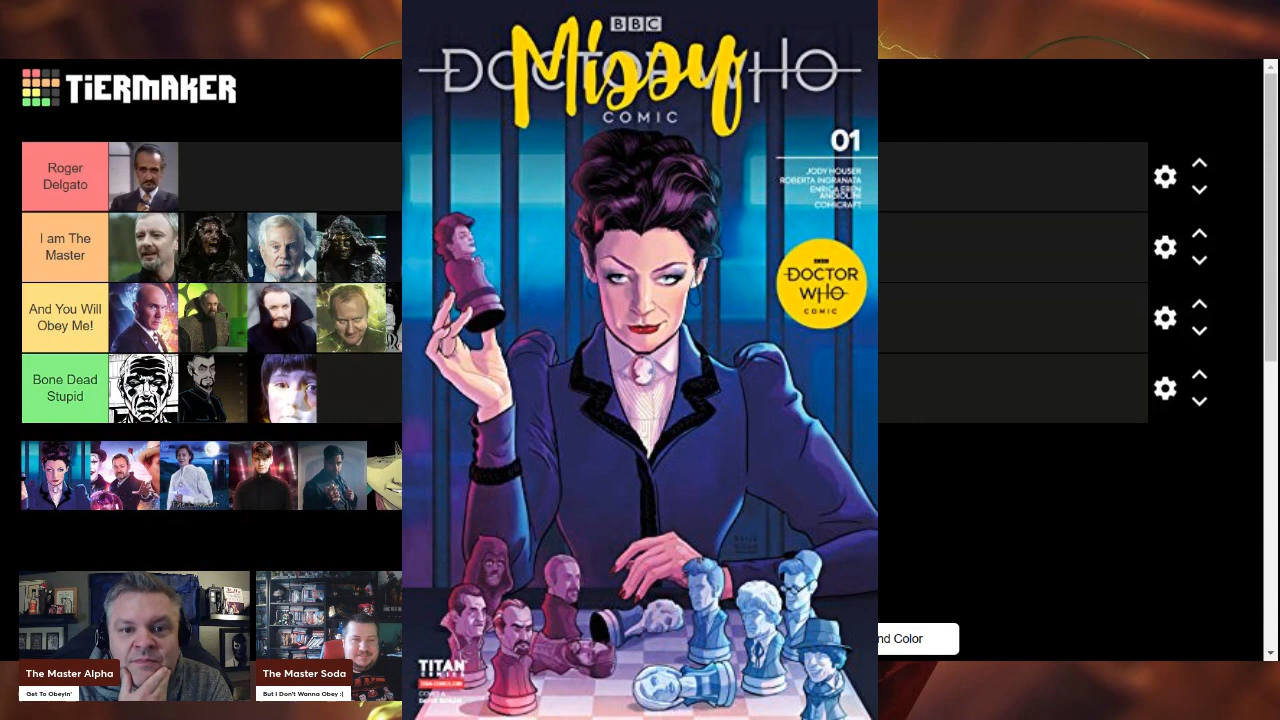 TiERMAKER
Roger
Delgato
I am The
Master
And You Will
Obey Me!
Bone Dead
Stupid
BBC
DOCTOR WHO
Missy
COMIC
01
JODY HOUSER
ROBERTA INGRANATA
ENRICA EREN
ANGIOLINI
COMICRAFT
BBC
DOCTOR
WHO
COMIC
TITAN
COMICS
nd Color
The Master Alpha
Get To Obeyin'
The Master Soda
But I Don't Wanna Obey :(